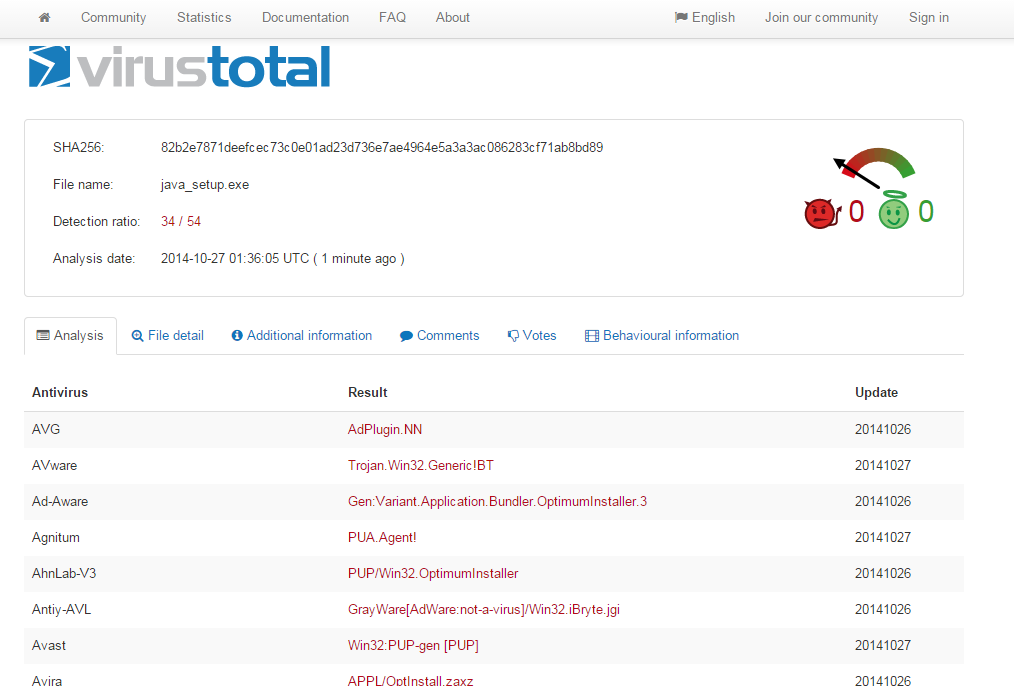 Community Statistics Documentation FAQ About English Join our community Sign in
virustotal
SHA256: 82b2e7871deefcec73c0e01ad23d736e7ae4964e5a3a3ac086283cf71ab8bd89
File name: java_setup.exe
Detection ratio: 34 / 54
Analysis date: 2014-10-27 01:36:05 UTC ( 1 minute ago )
0 0
Analysis File detail Additional information Comments Votes Behavioural information
Antivirus Result Update
AVG AdPlugin.NN 20141026
AVware Trojan.Win32.Generic!BT 20141027
Ad-Aware Gen:Variant.Application.Bundler.OptimumInstaller.3 20141026
Agnitum PUA.Agent! 20141027
AhnLab-V3 PUP/Win32.OptimumInstaller 20141026
Antiy-AVL GrayWare[AdWare:not-a-virus]/Win32.iBryte.jgi 20141026
Avast Win32:PUP-gen [PUP] 20141027
Avira APPL/OptInstall.zaxz 20141026